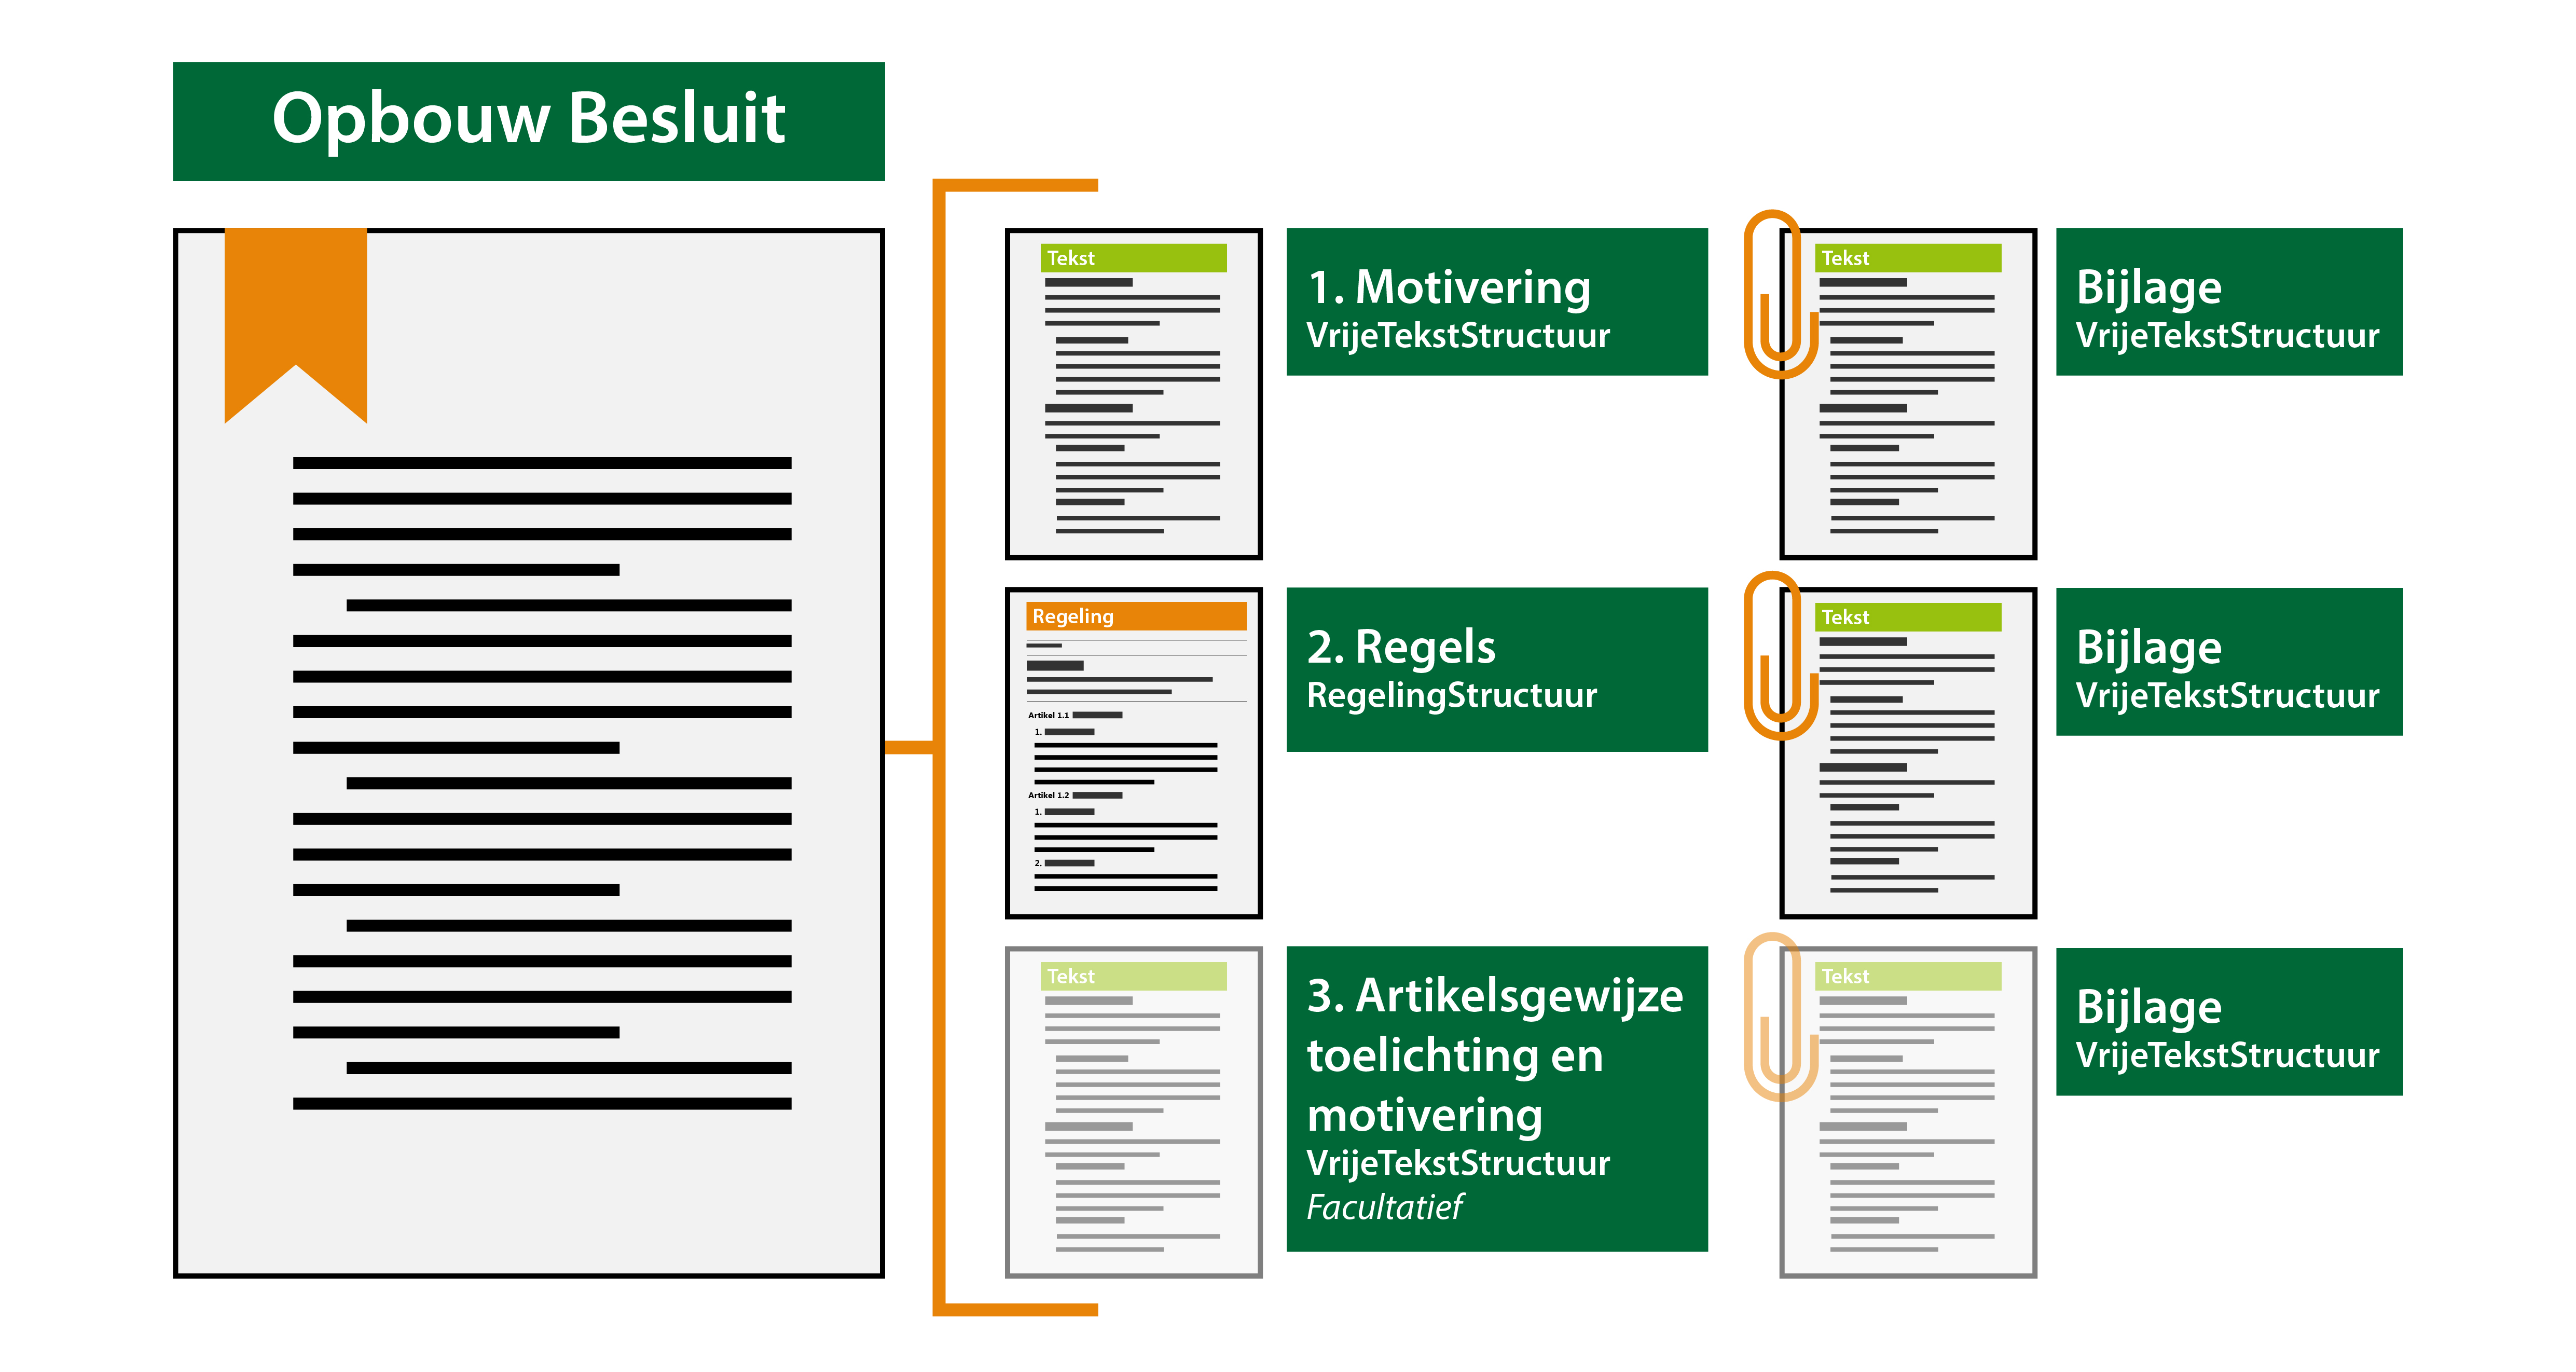 Opbouw Besluit
Tekst
1. Motivering
VrijeTekstStructuur
Tekst
Bijlage
VrijeTekstStructuur
Regeling
Artikel 1.1
1.
Artikel 1.2
1.
2.
2. Regels
RegelingStructuur
Tekst
Bijlage
VrijeTekstStructuur
Tekst
3. Artikelsgewijze
toelichting en
motivering
VrijeTekstStructuur
Facultatief
Tekst
Bijlage
VrijeTekstStructuur